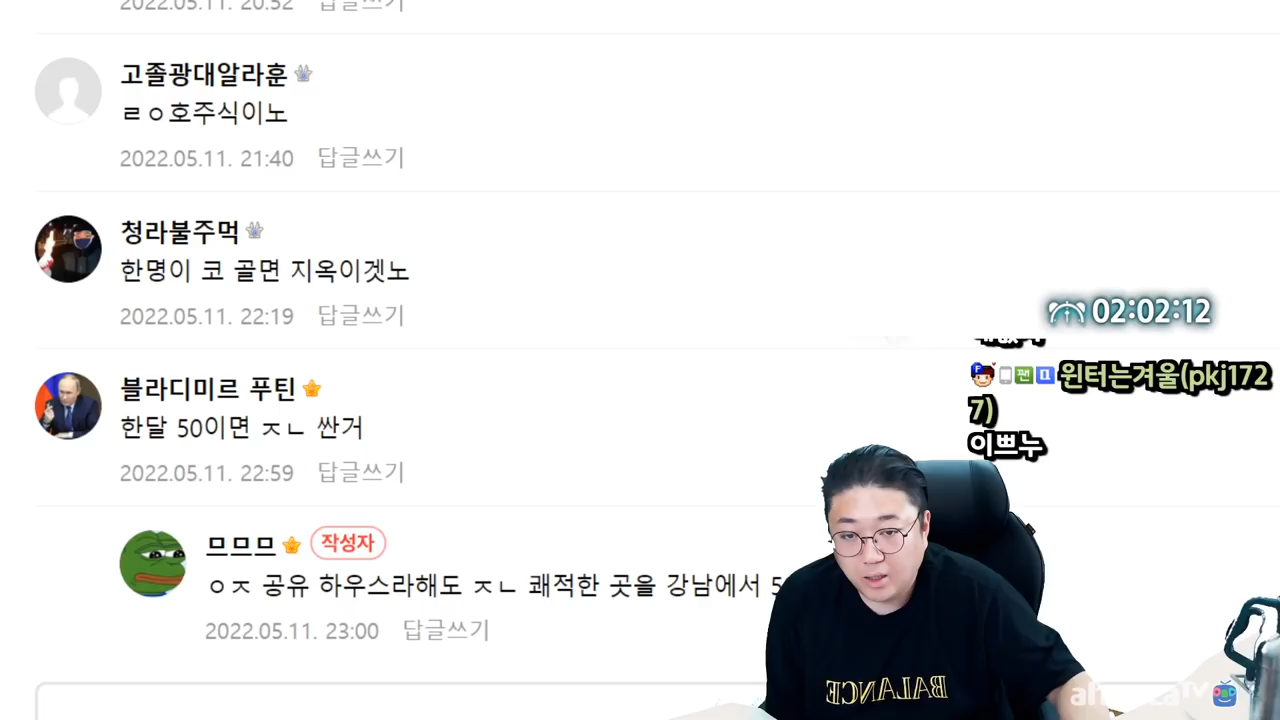 2022.05.11. 20:52 답글쓰기
고졸광대알라훈
ㄹㅇ호주식이노
2022.05.11. 21:40 답글쓰기
청라불주먹
한명이 코 골면 지옥이겟노
2022.05.11. 22:19 답글쓰기
02:02:12
윈터는겨울(pkj172
7)
이쁘누
블라디미르 푸틴
한달 50이면 ㅈㄴ 싼거
2022.05.11. 22:59 답글쓰기
므므므 작성자
ㅇㅈ 공유 하우스라해도 ㅈㄴ 쾌적한 곳을 강남에서
2022.05.11. 23:00 답글쓰기
BALANCE